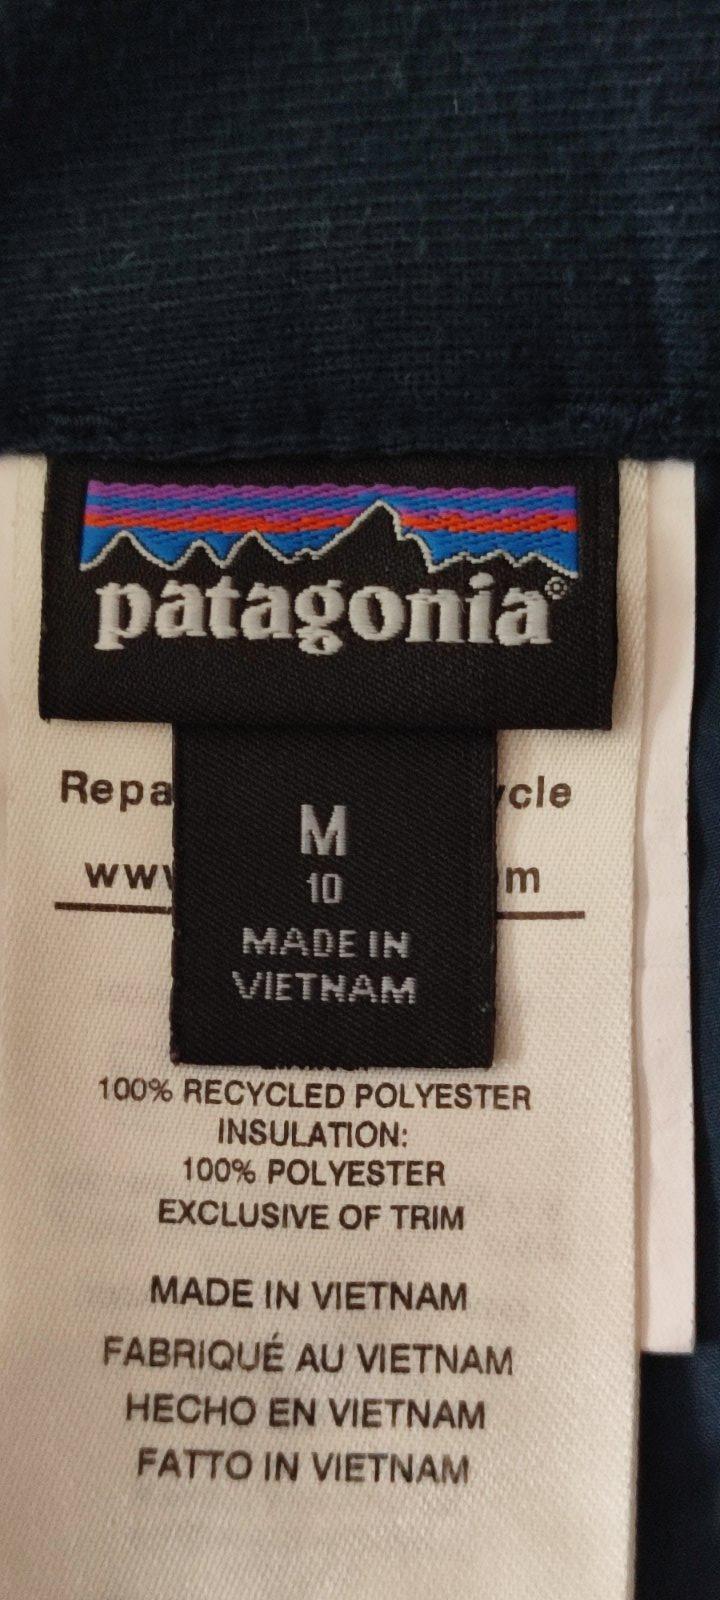 patagonia®
M
10
MADE IN
VIETNAM
100% RECYCLED POLYESTER
INSULATION:
100% POLYESTER
EXCLUSIVE OF TRIM
MADE IN VIETNAM
FABRIQUÉ AU VIETNAM
HECHO EN VIETNAM
FATTO IN VIETNAM